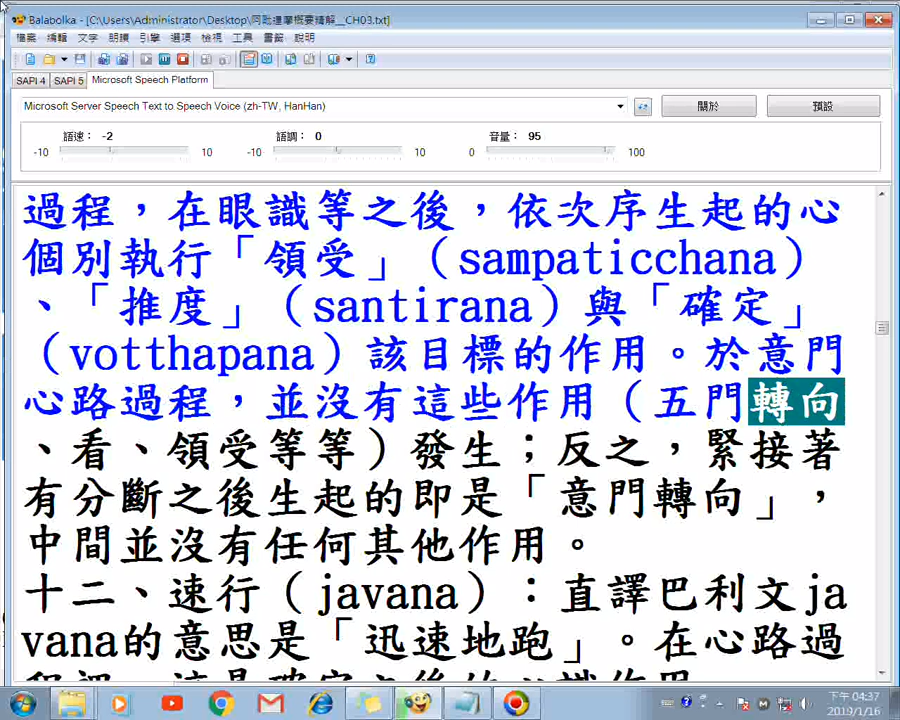 Balabolka - [C:\Users\Administrator\Desktop\阿毗達摩概要精解__CH03.txt]
檔案 編輯 文字 朗讀 引擎 選項 檢視 工具 書籤 說明
SAPI 4 SAPI 5 Microsoft Speech Platform
Microsoft Server Speech Text to Speech Voice (zh-TW, HanHan) 關於 預設
語速： -2 語調： 0 音量： 95
-10 10 -10 10 0 100
過程，在眼識等之後，依次序生起的心
個別執行「領受」（sampaticchana）
、「推度」（santirana）與「確定」
（votthapana）該目標的作用。於意門
心路過程，並沒有這些作用（五門轉向
、看、領受等等）發生；反之，緊接著
有分斷之後生起的即是「意門轉向」，
中間並沒有任何其他作用。
十二、速行（javana）：直譯巴利文ja
vana的意思是「迅速地跑」。在心路過
下午 04:37
2019/1/16